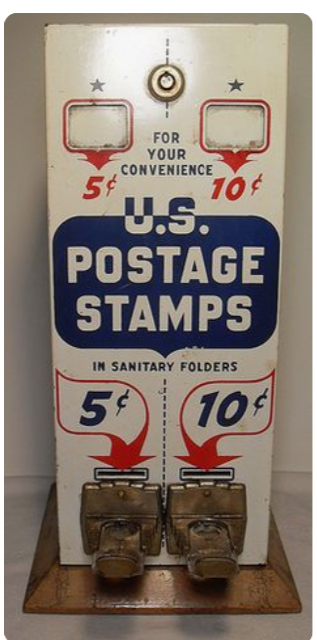 FOR
YOUR
CONVENIENCE
5¢ 10¢
U.S.
POSTAGE
STAMPS
IN SANITARY FOLDERS
5¢ 10¢